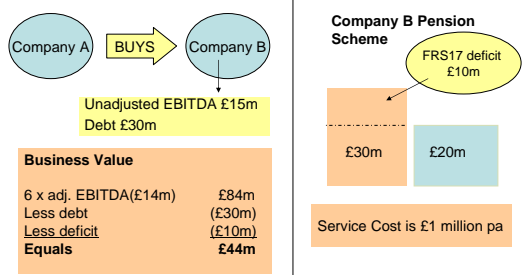 Company A
BUYS
Company B
Unadjusted EBITDA £15m
Debt £30m
Business Value
6 x adj. EBITDA(£14m) £84m
Less debt (£30m)
Less deficit (£10m)
Equals £44m
Company B Pension
Scheme
FRS17 deficit
£10m
£30m
£20m
Service Cost is £1 million pa